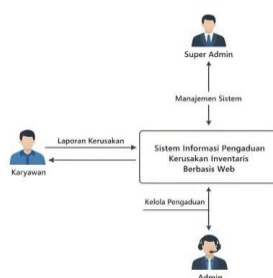 Super Admin
Manajemen Sistem
Laporan Kerusakan
Karyawan
Sistem Informasi Pengaduan
Kerusakan Inventaris
Berbasis Web
Kelola Pengaduan
Admin